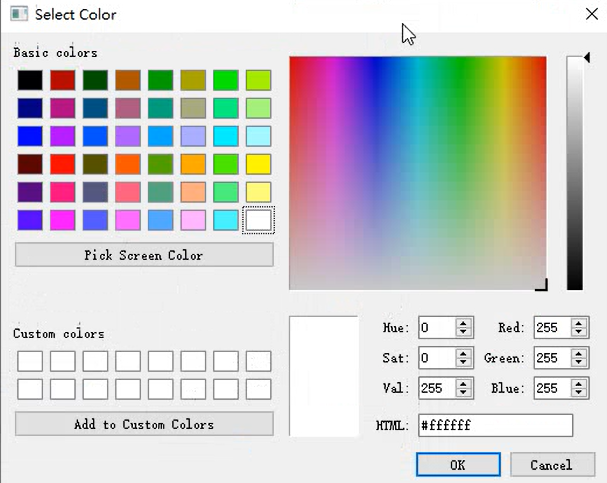 Select Color
Basic colors
Pick Screen Color
Custom colors
Add to Custom Colors
Hue: 0 Red: 255
Sat: 0 Green: 255
Val: 255 Blue: 255
HTML: #ffffff
OK Cancel